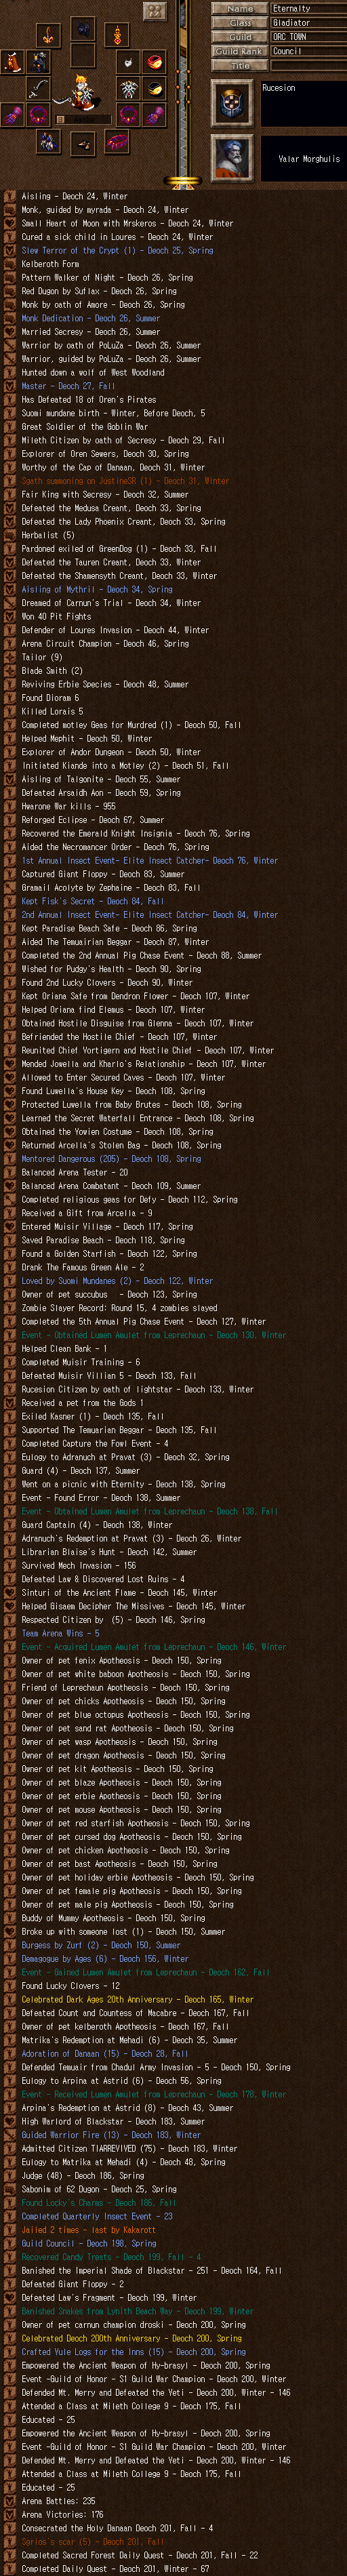 Name Eternalty
Class Gladiator
Guild ORC TOWN
Guild Rank Council
Title
Rucesion
Valar Morghulis
Aisling - Deoch 24, Winter
Monk, guided by myrada - Deoch 24, Winter
Small Heart of Moon with Mrskeros - Deoch 24, Winter
Cured a sick child in Loures - Deoch 24, Winter
Slew Terror of the Crypt (1) - Deoch 25, Spring
Kelberoth Form
Pattern Walker of Night - Deoch 26, Spring
Red Dugon by Suflax - Deoch 26, Spring
Monk by oath of Amore - Deoch 26, Spring
Monk Dedication - Deoch 26, Summer
Married Secresy - Deoch 26, Summer
Warrior by oath of PoLuZa - Deoch 26, Summer
Warrior, guided by PoLuZa - Deoch 26, Summer
Hunted down a wolf of West Woodland
Master - Deoch 27, Fall
Has Defeated 18 of Oren's Pirates
Suomi mundane birth - Winter, Before Deoch, 5
Great Soldier of the Goblin War
Mileth Citizen by oath of Secresy - Deoch 29, Fall
Explorer of Oren Sewers, Deoch 30, Spring
Worthy of the Cap of Danaan, Deoch 31, Winter
Sgath summoning on JustineSR (1) - Deoch 31, Winter
Fair King with Secresy - Deoch 32, Summer
Defeated the Medusa Creant, Deoch 33, Spring
Defeated the Lady Phoenix Creant, Deoch 33, Spring
Herbalist (5)
Pardoned exiled of GreenDog (1) - Deoch 33, Fall
Defeated the Tauren Creant, Deoch 33, Winter
Defeated the Shamensyth Creant, Deoch 33, Winter
Aisling of Mythril - Deoch 34, Spring
Dreamed of Carnun's Trial - Deoch 34, Winter
Won 40 Pit Fights
Defender of Loures Invasion - Deoch 44, Winter
Arena Circuit Champion - Deoch 46, Spring
Tailor (9)
Blade Smith (2)
Reviving Erbie Species - Deoch 48, Summer
Found Dioram 6
Killed Lorais 5
Completed motley Geas for Murdred (1) - Deoch 50, Fall
Helped Mephit - Deoch 50, Winter
Explorer of Andor Dungeon - Deoch 50, Winter
Initiated Kiande into a Motley (2) - Deoch 51, Fall
Aisling of Talgonite - Deoch 55, Summer
Defeated Arsaidh Aon - Deoch 59, Spring
Hwarone War kills - 955
Reforged Eclipse - Deoch 67, Summer
Recovered the Emerald Knight Insignia - Deoch 76, Spring
Aided the Necromancer Order - Deoch 76, Spring
1st Annual Insect Event- Elite Insect Catcher- Deoch 76, Winter
Captured Giant Floppy - Deoch 83, Summer
Gramail Acolyte by Zephaine - Deoch 83, Fall
Kept Fisk's Secret - Deoch 84, Fall
2nd Annual Insect Event- Elite Insect Catcher- Deoch 84, Winter
Kept Paradise Beach Safe - Deoch 86, Spring
Aided The Temuairian Beggar - Deoch 87, Winter
Completed the 2nd Annual Pig Chase Event - Deoch 88, Summer
Wished for Pudgy's Health - Deoch 90, Spring
Found 2nd Lucky Clovers - Deoch 90, Winter
Kept Oriana Safe from Dendron Flower - Deoch 107, Winter
Helped Oriana find Elemus - Deoch 107, Winter
Obtained Hostile Disguise from Glenna - Deoch 107, Winter
Befriended the Hostile Chief - Deoch 107, Winter
Reunited Chief Vortigern and Hostile Chief - Deoch 107, Winter
Mended Jowella and Kharlo's Relationship - Deoch 107, Winter
Allowed to Enter Secured Caves - Deoch 107, Winter
Found Luwella's House Key - Deoch 108, Spring
Protected Luwella from Baby Brutes - Deoch 108, Spring
Learned the Secret Waterfall Entrance - Deoch 108, Spring
Obtained the Yowien Costume - Deoch 108, Spring
Returned Arcella's Stolen Bag - Deoch 108, Spring
Mentored Dangerous (205) - Deoch 108, Spring
Balanced Arena Tester - 20
Balanced Arena Combatant - Deoch 109, Summer
Completed religious geas for Defy - Deoch 112, Spring
Received a Gift from Arcella - 9
Entered Muisir Village - Deoch 117, Spring
Saved Paradise Beach - Deoch 118, Spring
Found a Golden Starfish - Deoch 122, Spring
Drank The Famous Green Ale - 2
Loved by Suomi Mundanes (2) - Deoch 122, Winter
Owner of pet succubus - Deoch 123, Spring
Zombie Slayer Record: Round 15, 4 zombies slayed
Completed the 5th Annual Pig Chase Event - Deoch 127, Winter
Event - Obtained Lumen Amulet from Leprechaun - Deoch 130, Winter
Helped Clean Bank - 1
Completed Muisir Training - 6
Defeated Muisir Villian 5 - Deoch 133, Fall
Rucesion Citizen by oath of lightstar - Deoch 133, Winter
Received a pet from the Gods 1
Exiled Kasner (1) - Deoch 135, Fall
Supported The Temuarian Beggar - Deoch 135, Fall
Completed Capture the Fowl Event - 4
Eulogy to Adranuch at Pravat (3) - Deoch 32, Spring
Guard (4) - Deoch 137, Summer
Went on a picnic with Eternity - Deoch 138, Spring
Event - Found Error - Deoch 138, Summer
Event - Obtained Lumen Amulet from Leprechaun - Deoch 138, Fall
Guard Captain (4) - Deoch 138, Winter
Adranuch's Redemption at Pravat (3) - Deoch 26, Winter
Librarian Blaise's Hunt - Deoch 142, Summer
Survived Mech Invasion - 156
Defeated Law & Discovered Lost Ruins - 4
Sinturi of the Ancient Flame - Deoch 145, Winter
Helped Gisaem Decipher The Missives - Deoch 145, Winter
Respected Citizen by (5) - Deoch 146, Spring
Team Arena Wins - 5
Event - Acquired Lumen Amulet from Leprechaun - Deoch 146, Winter
Owner of pet fenix Apotheosis - Deoch 150, Spring
Owner of pet white baboon Apotheosis - Deoch 150, Spring
Friend of Leprechaun Apotheosis - Deoch 150, Spring
Owner of pet chicks Apotheosis - Deoch 150, Spring
Owner of pet blue octopus Apotheosis - Deoch 150, Spring
Owner of pet sand rat Apotheosis - Deoch 150, Spring
Owner of pet wasp Apotheosis - Deoch 150, Spring
Owner of pet dragon Apotheosis - Deoch 150, Spring
Owner of pet kit Apotheosis - Deoch 150, Spring
Owner of pet blaze Apotheosis - Deoch 150, Spring
Owner of pet erbie Apotheosis - Deoch 150, Spring
Owner of pet mouse Apotheosis - Deoch 150, Spring
Owner of pet red starfish Apotheosis - Deoch 150, Spring
Owner of pet cursed dog Apotheosis - Deoch 150, Spring
Owner of pet chicken Apotheosis - Deoch 150, Spring
Owner of pet bast Apotheosis - Deoch 150, Spring
Owner of pet holiday erbie Apotheosis - Deoch 150, Spring
Owner of pet female pig Apotheosis - Deoch 150, Spring
Owner of pet male pig Apotheosis - Deoch 150, Spring
Buddy of Mummy Apotheosis - Deoch 150, Spring
Broke up with someone lost (1) - Deoch 150, Summer
Burgess by Zurf (2) - Deoch 150, Summer
Demagogue by Ages (6) - Deoch 156, Winter
Event - Gained Lumen Amulet from Leprechaun - Deoch 162, Fall
Found Lucky Clovers - 12
Celebrated Dark Ages 20th Anniversary - Deoch 165, Winter
Defeated Count and Countess of Macabre - Deoch 167, Fall
Owner of pet kelberoth Apotheosis - Deoch 167, Fall
Matrika's Redemption at Mehadi (6) - Deoch 35, Summer
Adoration of Danaan (15) - Deoch 28, Fall
Defended Temuair from Chadul Army Invasion - 5 - Deoch 150, Spring
Eulogy to Arpina at Astrid (6) - Deoch 56, Spring
Event - Received Lumen Amulet from Leprechaun - Deoch 178, Winter
Arpina's Redemption at Astrid (8) - Deoch 43, Summer
High Warlord of Blackstar - Deoch 183, Summer
Guided Warrior Fire (13) - Deoch 183, Winter
Admitted Citizen TIARREVIVED (75) - Deoch 183, Winter
Eulogy to Matrika at Mehadi (4) - Deoch 48, Spring
Judge (48) - Deoch 186, Spring
Sabonim of 62 Dugon - Deoch 25, Spring
Found Locky's Charms - Deoch 186, Fall
Completed Quarterly Insect Event - 23
Jailed 2 times - last by Kakarott
Guild Council - Deoch 198, Spring
Recovered Candy Treats - Deoch 199, Fall - 4
Banished the Imperial Shade of Blackstar - 251 - Deoch 164, Fall
Defeated Giant Floppy - 2
Defeated Law's Fragment - Deoch 199, Winter
Banished Snakes from Lynith Beach Way - Deoch 199, Winter
Owner of pet carnun champion droski - Deoch 200, Spring
Celebrated Deoch 200th Anniversary - Deoch 200, Spring
Crafted Yule Logs for the Inns (15) - Deoch 200, Spring
Empowered the Ancient Weapon of Hy-brasyl - Deoch 200, Spring
Event -Guild of Honor - S1 Guild War Champion - Deoch 200, Winter
Defended Mt. Merry and Defeated the Yeti - Deoch 200, Winter - 146
Attended a Class at Mileth College 9 - Deoch 175, Fall
Educated - 25
Empowered the Ancient Weapon of Hy-brasyl - Deoch 200, Spring
Event -Guild of Honor - S1 Guild War Champion - Deoch 200, Winter
Defended Mt. Merry and Defeated the Yeti - Deoch 200, Winter - 146
Attended a Class at Mileth College 9 - Deoch 175, Fall
Educated - 25
Arena Battles: 235
Arena Victories: 176
Consecrated the Holy Danaan Deoch 201, Fall - 4
Sgrios's scar (5) - Deoch 201, Fall
Completed Sacred Forest Daily Quest - Deoch 201, Fall - 22
Completed Daily Quest - Deoch 201, Winter - 67